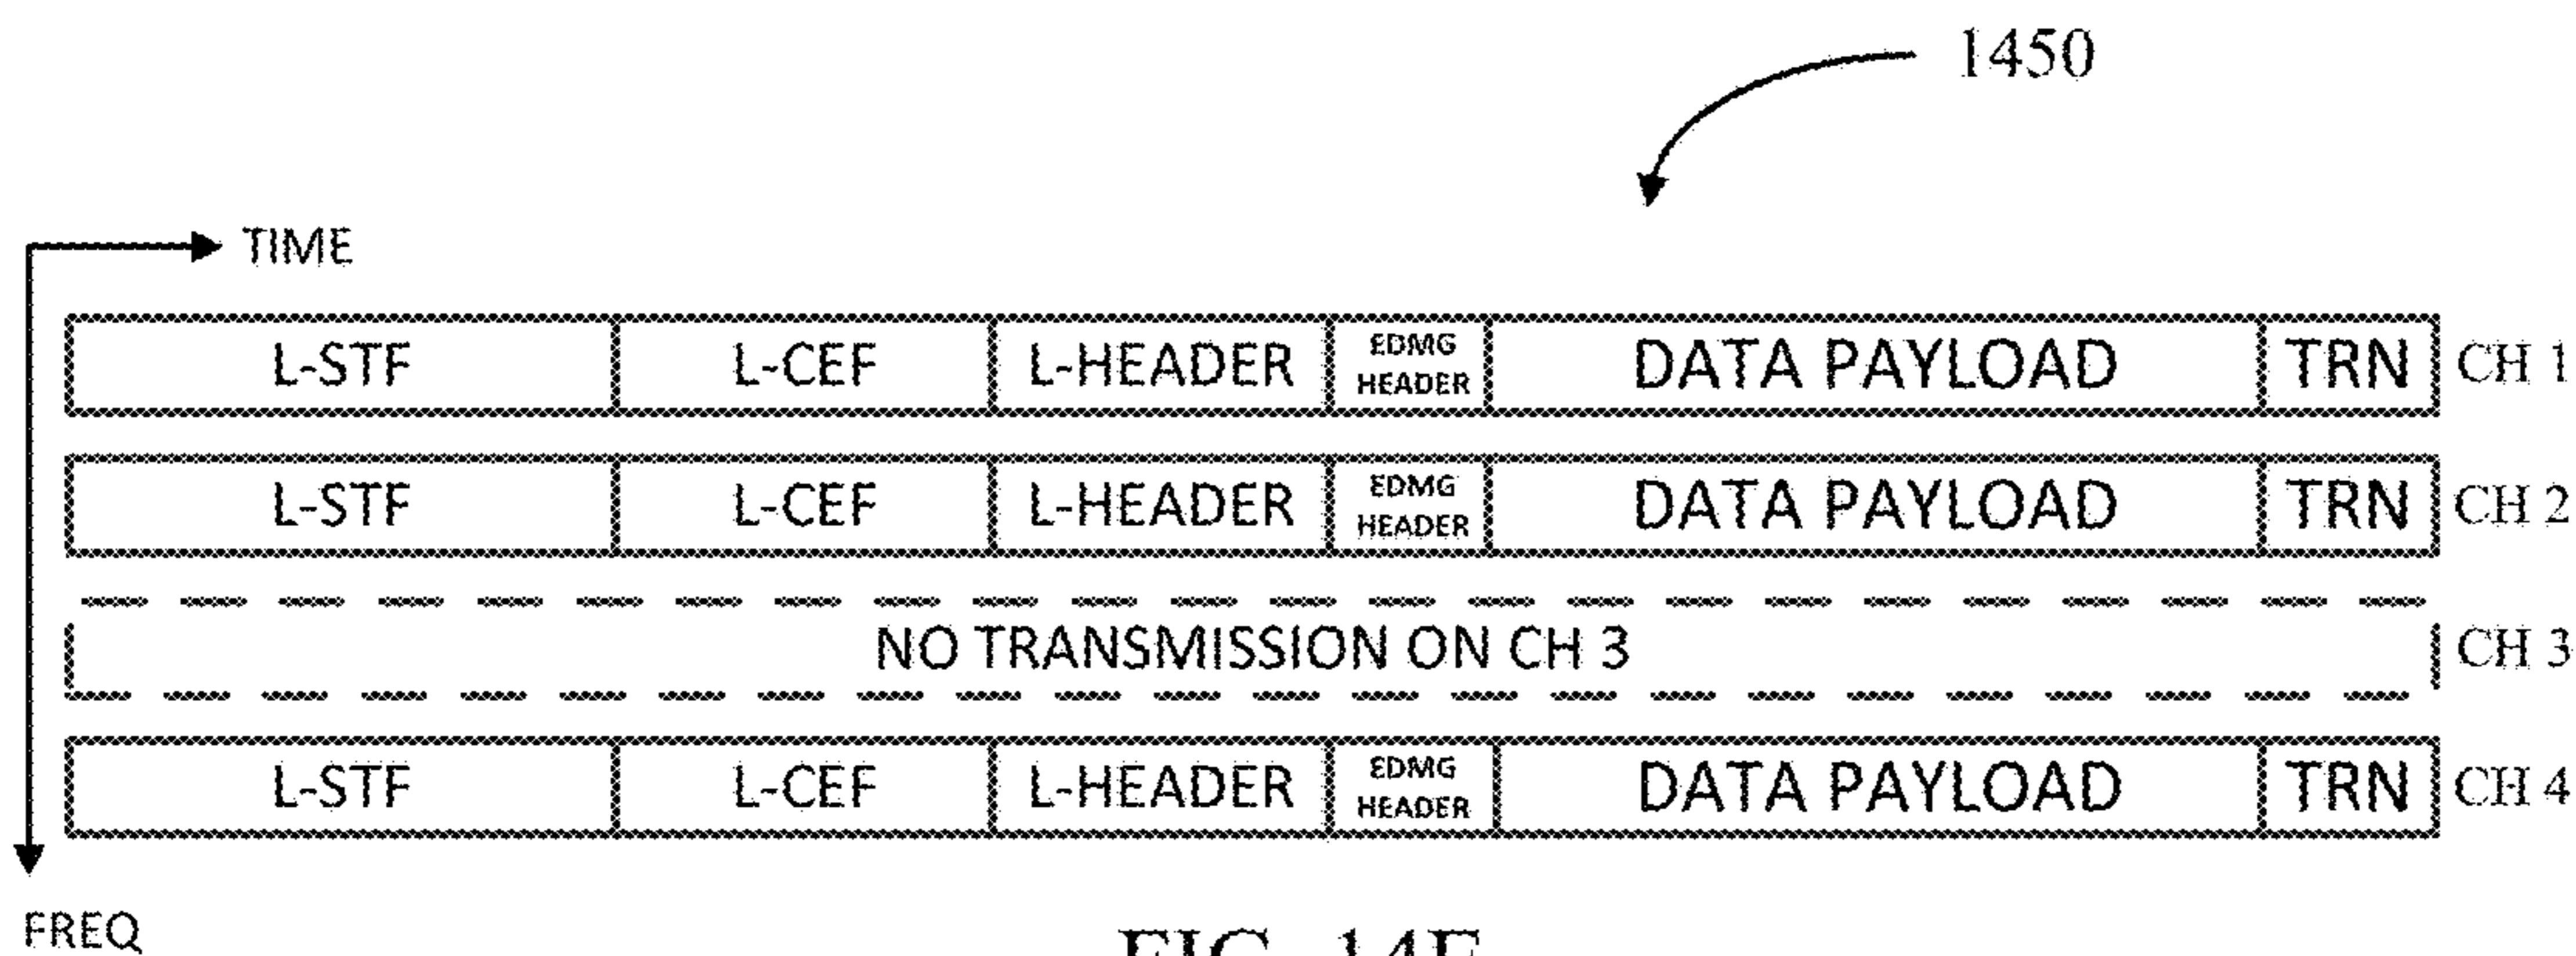 1450
TIME
L-STF L-CEF L-HEADER EDMG HEADER DATA PAYLOAD TRN CH 1
L-STF L-CEF L-HEADER EDMG HEADER DATA PAYLOAD TRN CH 2
NO TRANSMISSION ON CH 3 CH 3
L-STF L-CEF L-HEADER EDMG HEADER DATA PAYLOAD TRN CH 4
FREQ
FIG.